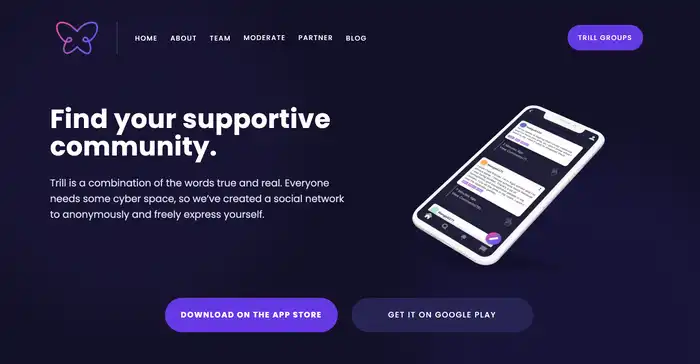 HOME
ABOUT
TEAM
MODERATE
PARTNER
BLOG
TRILL GROUPS
Find your supportive
community.
Trill is a combination of the words true and real. Everyone
needs some cyber space, so we've created a social network
to anonymously and freely express yourself.
DOWNLOAD ON THE APP STORE
GET IT ON GOOGLE PLAY